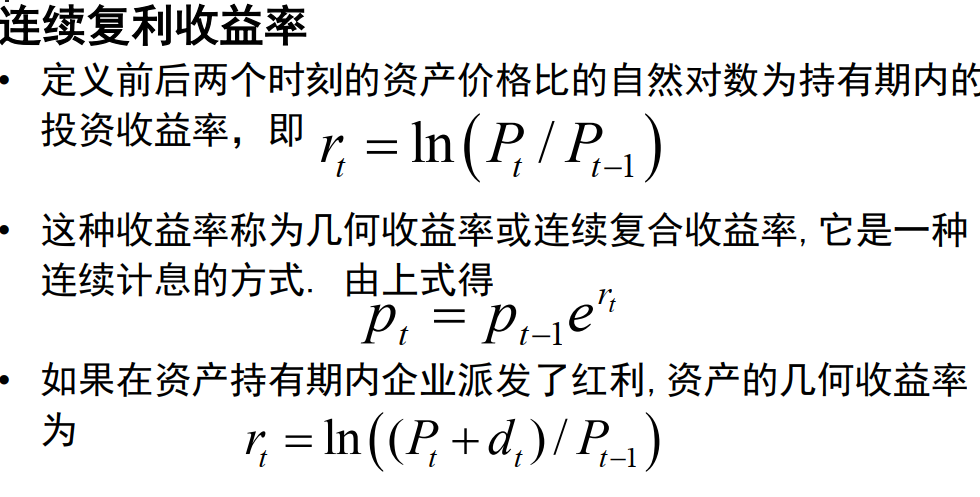 连续复利收益率
• 定义前后两个时刻的资产价格比的自然对数为持有期内的
投资收益率，即 r_t = ln(P_t / P_{t−1})
• 这种收益率称为几何收益率或连续复合收益率,它是一种
连续计息的方式. 由上式得
p_t = p_{t−1}e^{r_t}
• 如果在资产持有期内企业派发了红利,资产的几何收益率
为 r_t = ln((P_t + d_t) / P_{t−1})